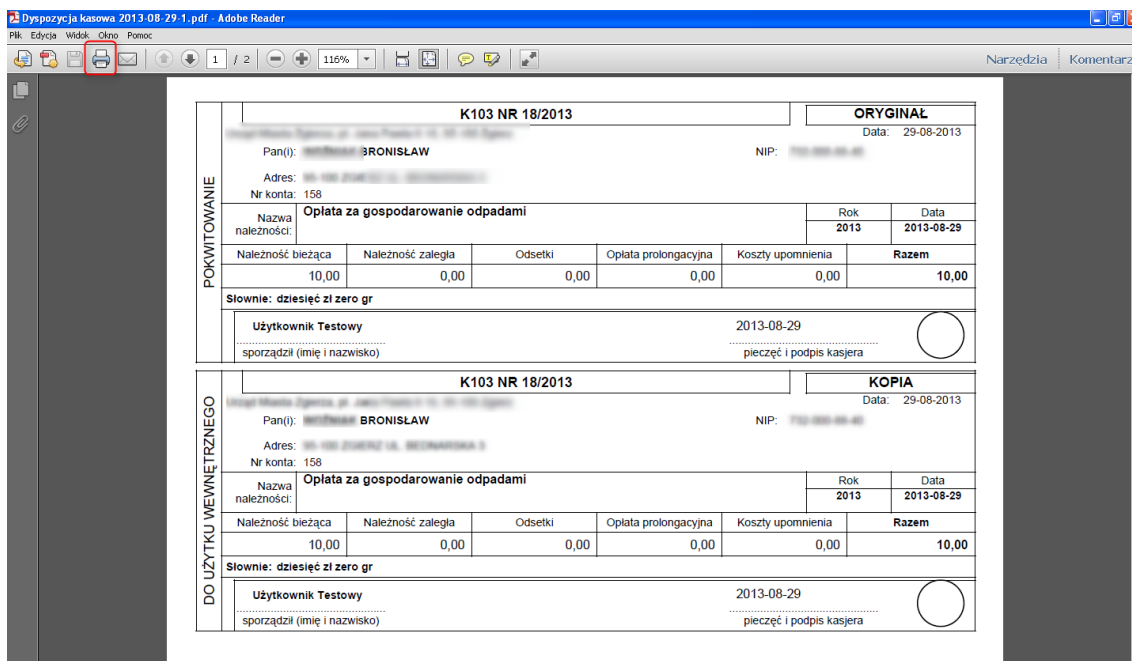 Dyspozycja kasowa 2013-08-29-1.pdf - Adobe Reader
Plik Edycja Widok Okno Pomoc
1 / 2 116% Narzędzia Komentarz
K103 NR 18/2013 ORYGINAŁ
Data: 29-08-2013
Pan(i): BRONISŁAW NIP:
Adres:
Nr konta: 158
POKWITOWANIE
Nazwa należności: Opłata za gospodarowanie odpadami Rok Data
2013 2013-08-29
Należność bieżąca Należność zaległa Odsetki Opłata prolongacyjna Koszty upomnienia Razem
10,00 0,00 0,00 0,00 0,00 10,00
Słownie: dziesięć zł zero gr
Użytkownik Testowy 2013-08-29
sporządził (imię i nazwisko) pieczęć i podpis kasjera
K103 NR 18/2013 KOPIA
Data: 29-08-2013
Pan(i): BRONISŁAW NIP:
Adres:
Nr konta: 158
DO UŻYTKU WEWNĘTRZNEGO
Nazwa należności: Opłata za gospodarowanie odpadami Rok Data
2013 2013-08-29
Należność bieżąca Należność zaległa Odsetki Opłata prolongacyjna Koszty upomnienia Razem
10,00 0,00 0,00 0,00 0,00 10,00
Słownie: dziesięć zł zero gr
Użytkownik Testowy 2013-08-29
sporządził (imię i nazwisko) pieczęć i podpis kasjera